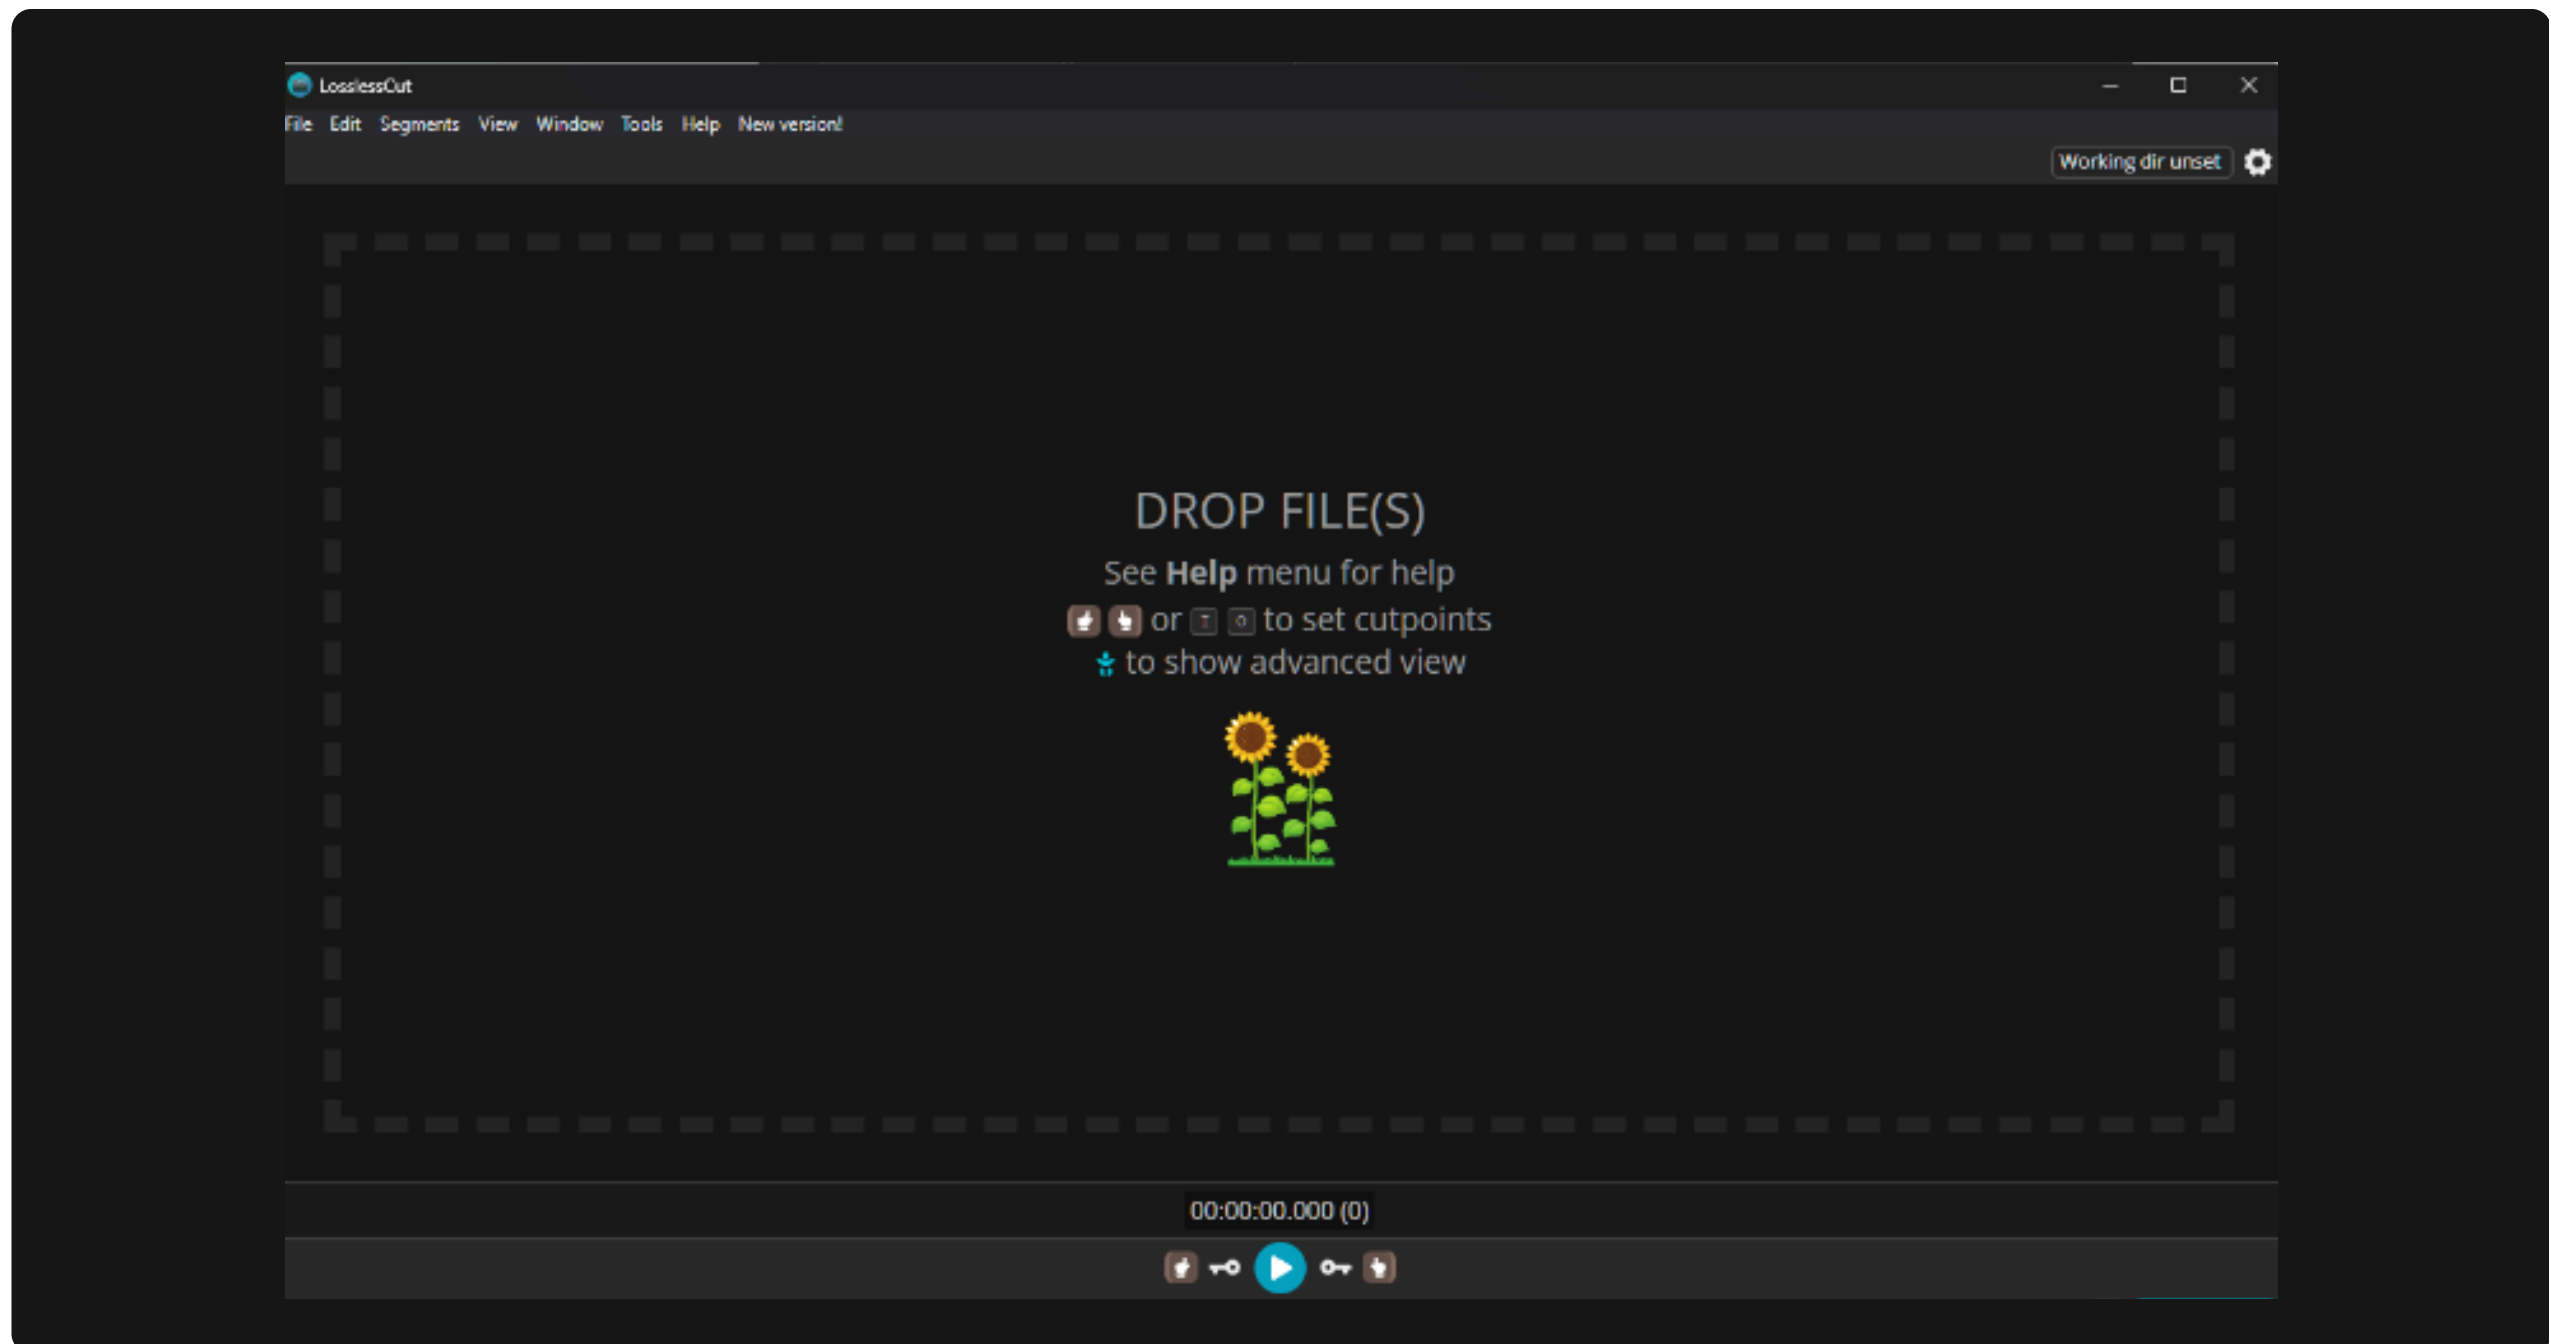 LosslessCut
File Edit Segments View Window Tools Help New version!
Working dir unset
DROP FILE(S)
See Help menu for help
or I O to set cutpoints
to show advanced view
00:00:00.000 (0)